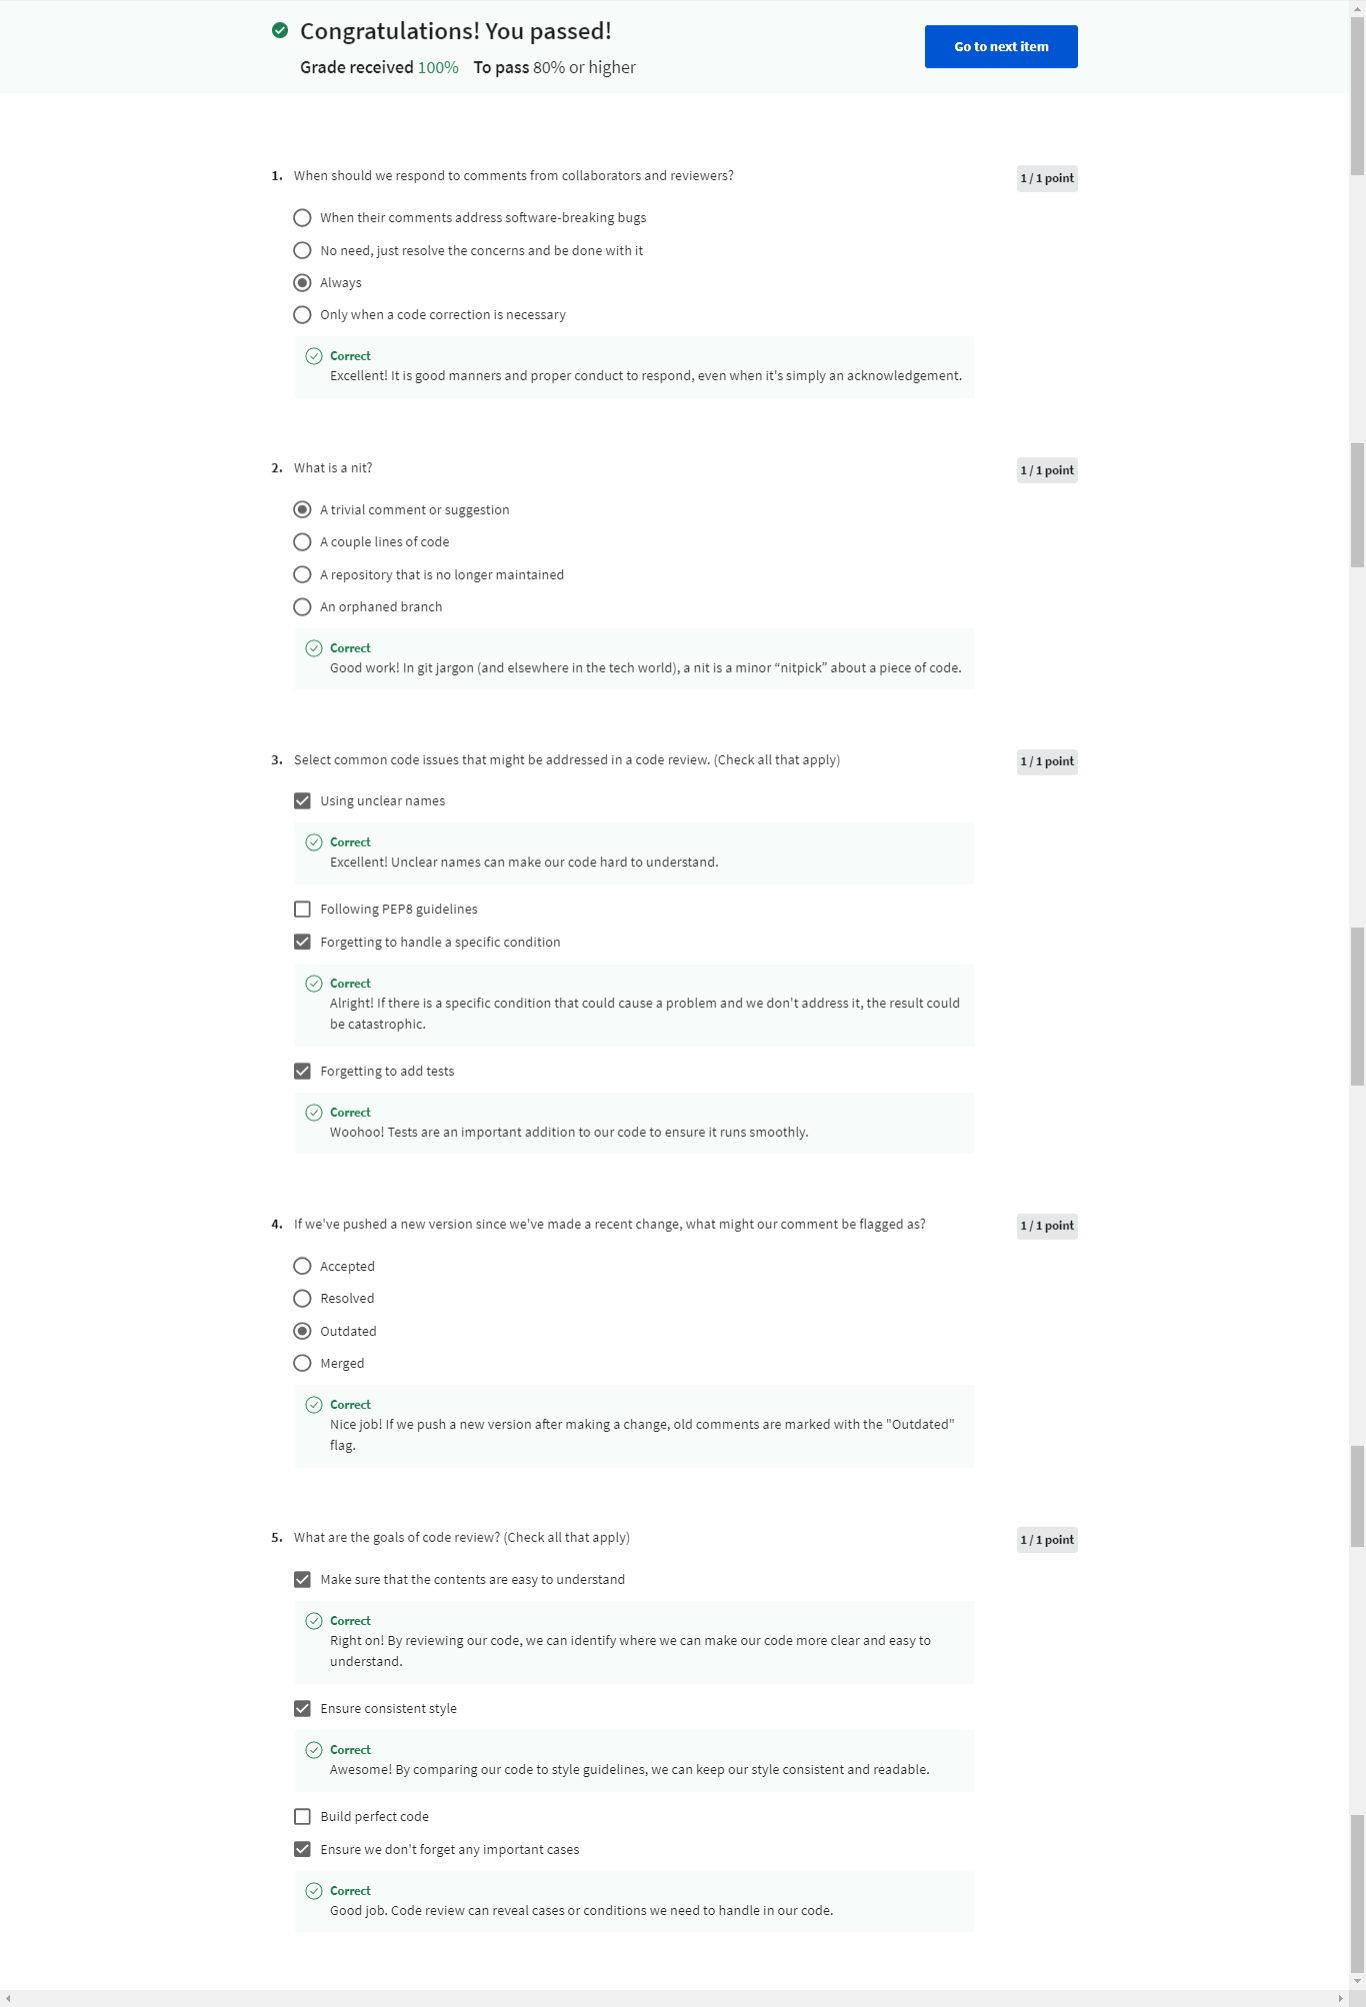 Congratulations! You passed!
Go to next item
Grade received 100% To pass 80% or higher
1. When should we respond to comments from collaborators and reviewers?
1 / 1 point
When their comments address software-breaking bugs
No need, just resolve the concerns and be done with it
Always
Only when a code correction is necessary
Correct
Excellent! It is good manners and proper conduct to respond, even when it's simply an acknowledgement.
2. What is a nit?
1 / 1 point
A trivial comment or suggestion
A couple lines of code
A repository that is no longer maintained
An orphaned branch
Correct
Good work! In git jargon (and elsewhere in the tech world), a nit is a minor “nitpick” about a piece of code.
3. Select common code issues that might be addressed in a code review. (Check all that apply)
1 / 1 point
Using unclear names
Correct
Excellent! Unclear names can make our code hard to understand.
Following PEP8 guidelines
Forgetting to handle a specific condition
Correct
Alright! If there is a specific condition that could cause a problem and we don't address it, the result could
be catastrophic.
Forgetting to add tests
Correct
Woohoo! Tests are an important addition to our code to ensure it runs smoothly.
4. If we've pushed a new version since we've made a recent change, what might our comment be flagged as?
1 / 1 point
Accepted
Resolved
Outdated
Merged
Correct
Nice job! If we push a new version after making a change, old comments are marked with the "Outdated"
flag.
5. What are the goals of code review? (Check all that apply)
1 / 1 point
Make sure that the contents are easy to understand
Correct
Right on! By reviewing our code, we can identify where we can make our code more clear and easy to
understand.
Ensure consistent style
Correct
Awesome! By comparing our code to style guidelines, we can keep our style consistent and readable.
Build perfect code
Ensure we don't forget any important cases
Correct
Good job. Code review can reveal cases or conditions we need to handle in our code.